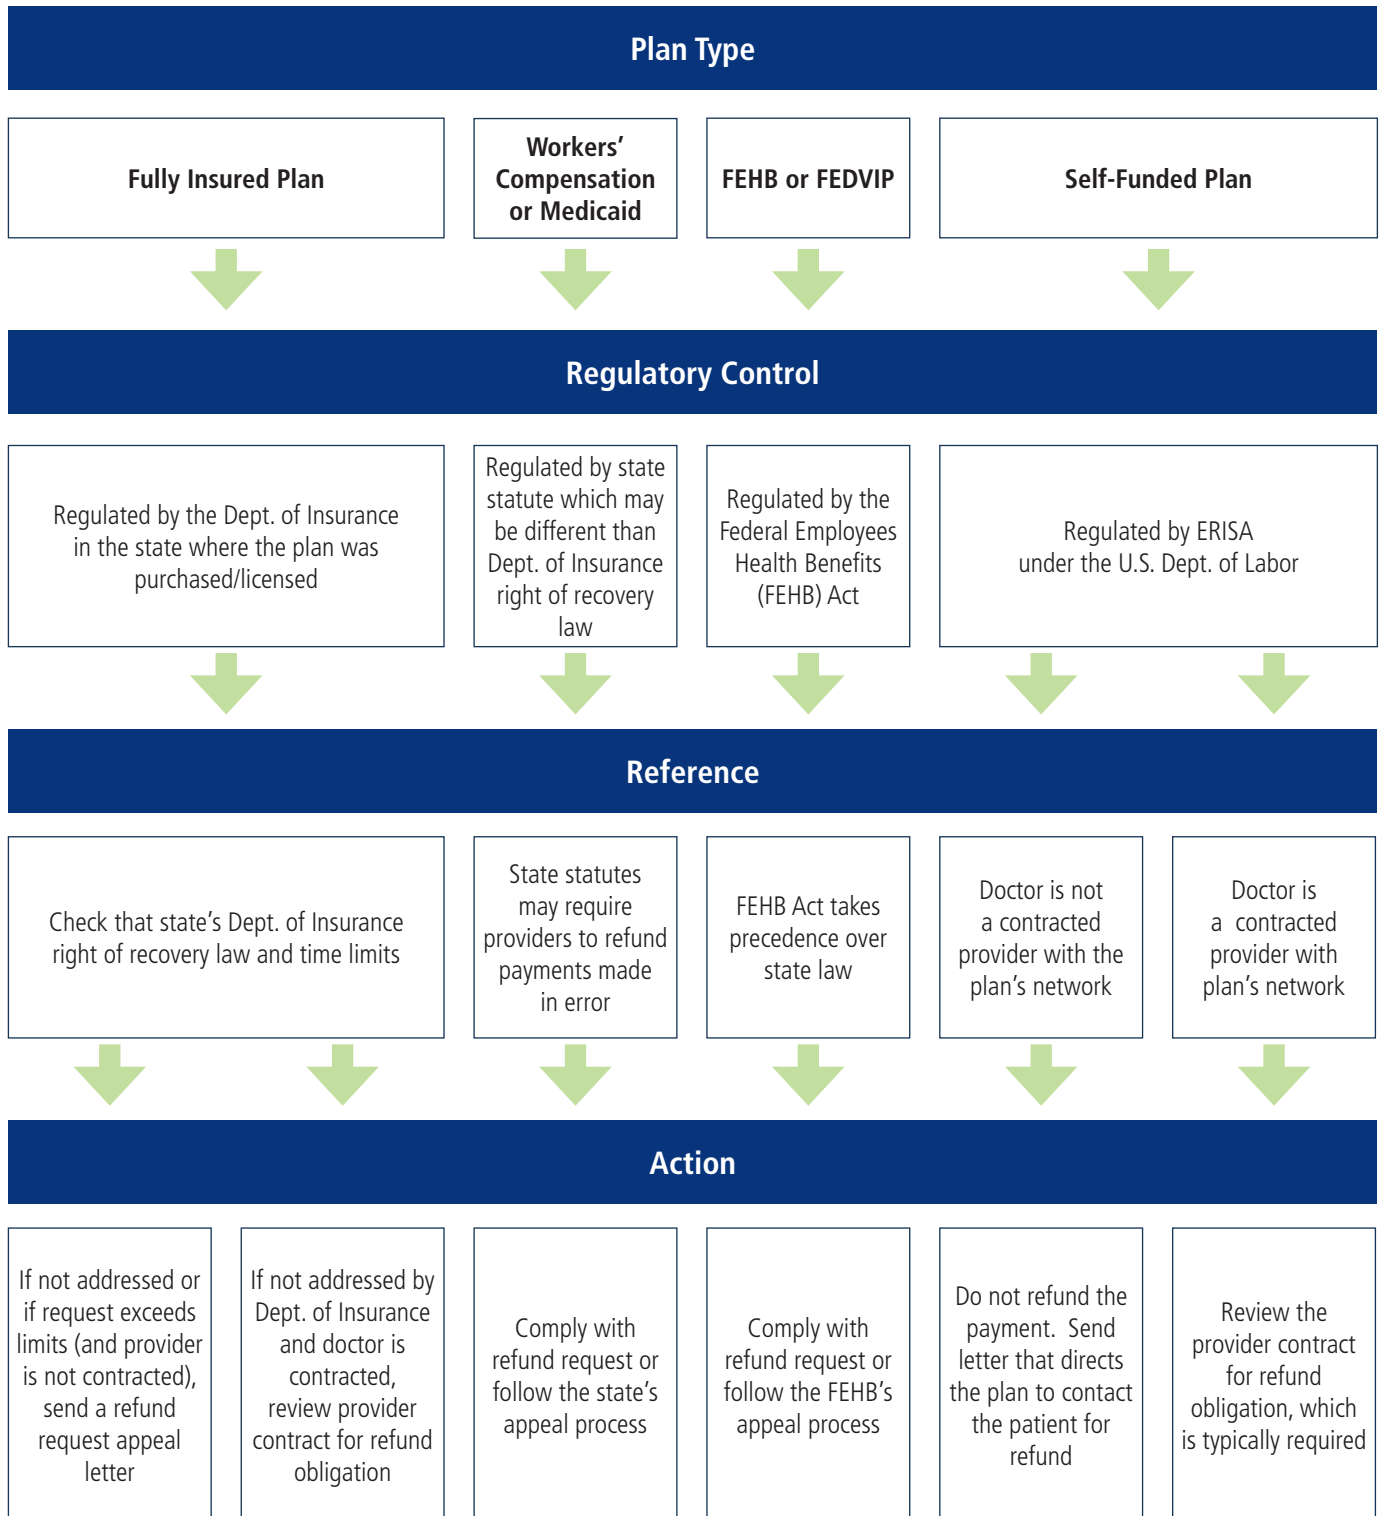 Plan Type
Fully Insured Plan
Workers’
Compensation
or Medicaid
FEHB or FEDVIP
Self-Funded Plan
Regulatory Control
Regulated by the Dept. of Insurance
in the state where the plan was
purchased/licensed
Regulated by state
statute which may
be different than
Dept. of Insurance
right of recovery
law
Regulated by the
Federal Employees
Health Benefits
(FEHB) Act
Regulated by ERISA
under the U.S. Dept. of Labor
Reference
Check that state’s Dept. of Insurance
right of recovery law and time limits
State statutes
may require
providers to refund
payments made
in error
FEHB Act takes
precedence over
state law
Doctor is not
a contracted
provider with the
plan’s network
Doctor is
a contracted
provider with
plan’s network
Action
If not addressed or
if request exceeds
limits (and provider
is not contracted),
send a refund
request appeal
letter
If not addressed by
Dept. of Insurance
and doctor is
contracted,
review provider
contract for refund
obligation
Comply with
refund request or
follow the state’s
appeal process
Comply with
refund request or
follow the FEHB’s
appeal process
Do not refund the
payment. Send
letter that directs
the plan to contact
the patient for
refund
Review the
provider contract
for refund
obligation, which
is typically required